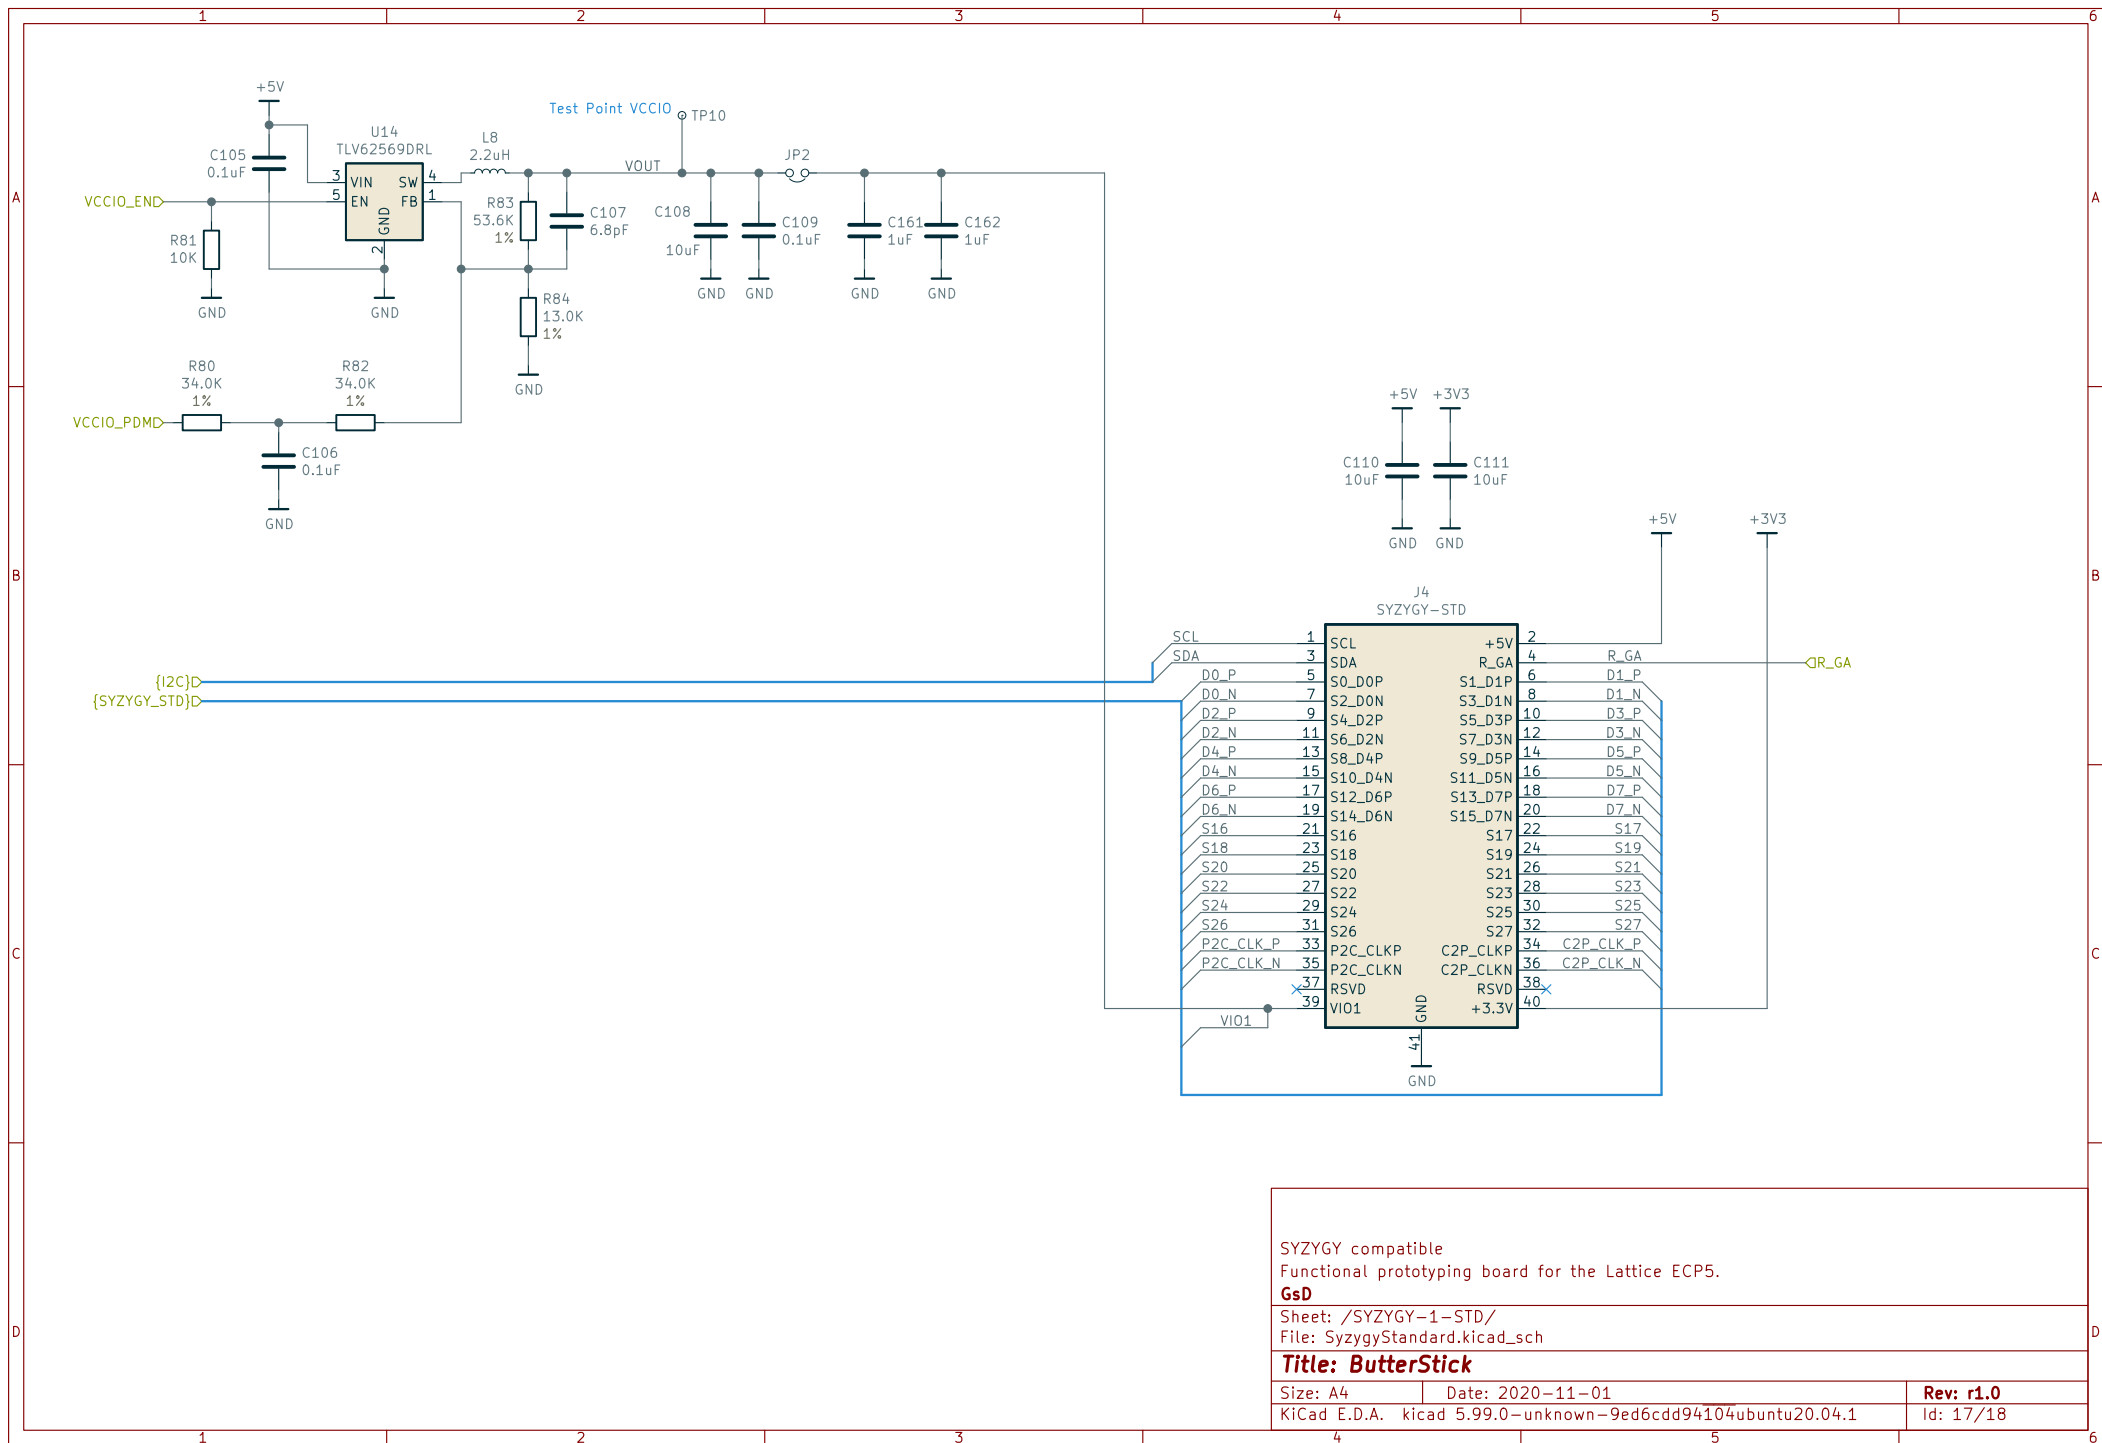 1 2 3 4 5 6
A
B
C
D
A
B
C
D
+5V
C105
0.1uF
U14
TLV62569DRL
3 VIN
5 EN
SW 4
FB 1
GND
2
GND
VCCIO_EN
R81
10K
GND
L8
2.2uH
R83
53.6K
1%
C107
6.8pF
R84
13.0K
1%
GND
Test Point VCCIO
TP10
VOUT
C108
10uF
GND
C109
0.1uF
GND
JP2
C161
1uF
GND
C162
1uF
GND
VCCIO_PDM
R80
34.0K
1%
R82
34.0K
1%
C106
0.1uF
GND
+5V
C110
10uF
GND
+3V3
C111
10uF
GND
+5V
+3V3
{I2C}
{SYZYGY_STD}
J4
SYZYGY-STD
SCL 1 SCL +5V 2
SDA 3 SDA R_GA 4 R_GA R_GA
D0_P 5 S0_D0P S1_D1P 6 D1_P
D0_N 7 S2_D0N S3_D1N 8 D1_N
D2_P 9 S4_D2P S5_D3P 10 D3_P
D2_N 11 S6_D2N S7_D3N 12 D3_N
D4_P 13 S8_D4P S9_D5P 14 D5_P
D4_N 15 S10_D4N S11_D5N 16 D5_N
D6_P 17 S12_D6P S13_D7P 18 D7_P
D6_N 19 S14_D6N S15_D7N 20 D7_N
S16 21 S16 S17 22 S17
S18 23 S18 S19 24 S19
S20 25 S20 S21 26 S21
S22 27 S22 S23 28 S23
S24 29 S24 S25 30 S25
S26 31 S26 S27 32 S27
P2C_CLK_P 33 P2C_CLKP C2P_CLKP 34 C2P_CLK_P
P2C_CLK_N 35 P2C_CLKN C2P_CLKN 36 C2P_CLK_N
37 RSVD RSVD 38
39 VIO1 +3.3V 40
VIO1
GND
41
GND
SYZYGY compatible
Functional prototyping board for the Lattice ECP5.
GsD
Sheet: /SYZYGY-1-STD/
File: SyzygyStandard.kicad_sch
Title: ButterStick
Size: A4 Date: 2020-11-01 Rev: r1.0
KiCad E.D.A. kicad 5.99.0-unknown-9ed6cdd94104ubuntu20.04.1 Id: 17/18
1 2 3 4 5 6